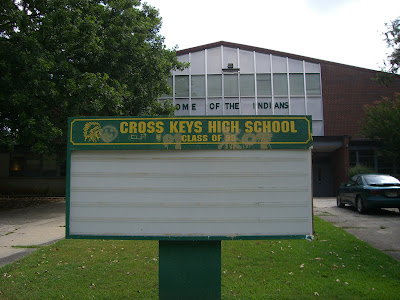 OME OF THE INDIANS
CROSS KEYS HIGH SCHOOL
CLASS OF